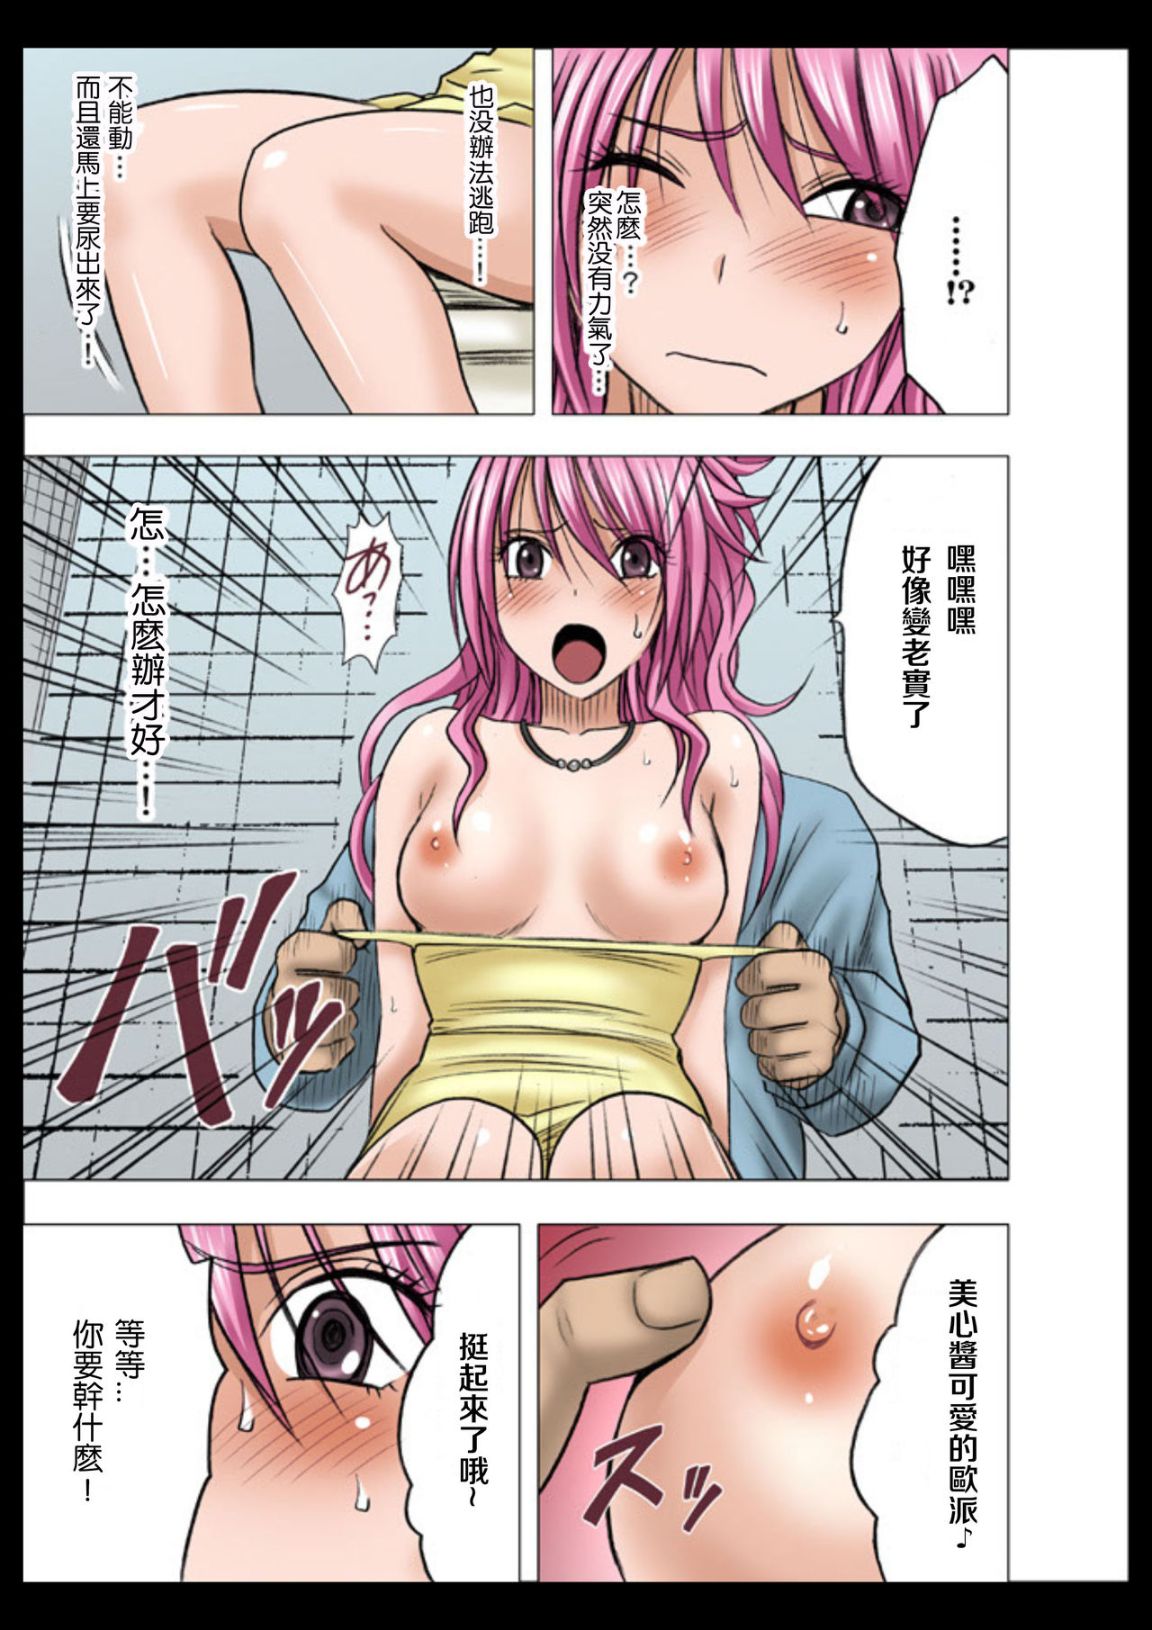 ……!?
怎麼…？
突然没有力氣了…
也没辦法逃跑…！
不能動…
而且還馬上要尿出來了…！
嘿嘿嘿
好像變老實了
あっ…
怎…怎麼辦才好…！
バッ
美心醬可愛的歐派♪
スッ
挺起來了哦~
等等…
你要幹什麼！